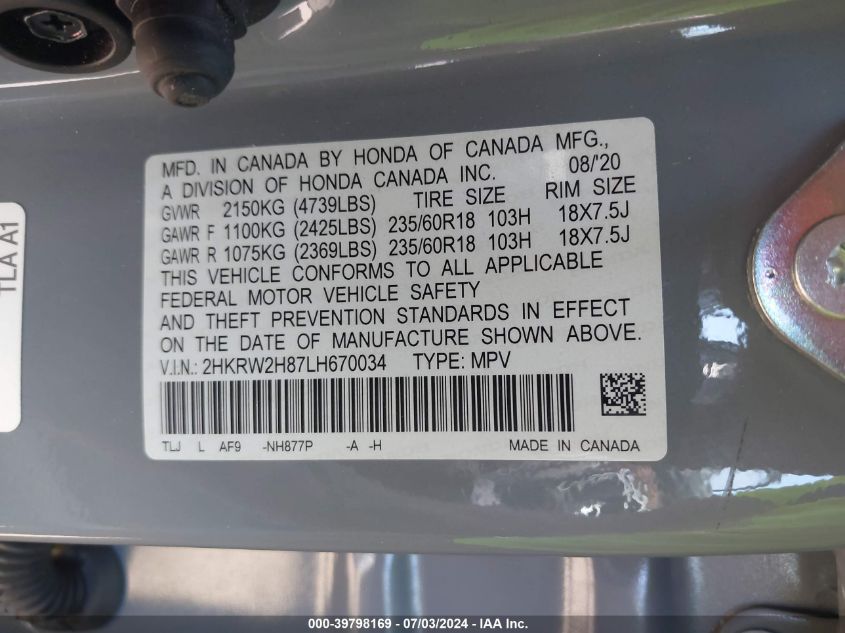 MFD. IN CANADA BY HONDA OF CANADA MFG.,
A DIVISION OF HONDA CANADA INC. 08/'20
GVWR 2150KG (4739LBS) TIRE SIZE RIM SIZE
GAWR F 1100KG (2425LBS) 235/60R18 103H 18X7.5J
GAWR R 1075KG (2369LBS) 235/60R18 103H 18X7.5J
THIS VEHICLE CONFORMS TO ALL APPLICABLE
FEDERAL MOTOR VEHICLE SAFETY
AND THEFT PREVENTION STANDARDS IN EFFECT
ON THE DATE OF MANUFACTURE SHOWN ABOVE.
V.I.N.: 2HKRW2H87LH670034 TYPE: MPV
TLJ L AF9 -NH877P -A -H MADE IN CANADA
TLA A1
000-39798169 - 07/03/2024 - IAA Inc.